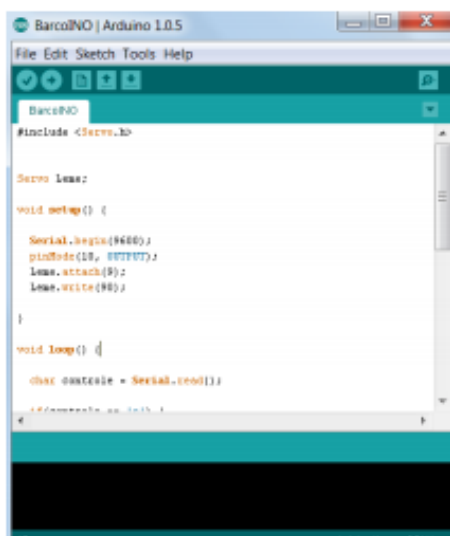 BarcoINO | Arduino 1.0.5
File Edit Sketch Tools Help
BarcoINO
#include <Servo.h>
Servo leme;
void setup() {
Serial.begin(9600);
pinMode(10, OUTPUT);
leme.attach(9);
leme.write(90);
}
void loop() {
char controle = Serial.read();